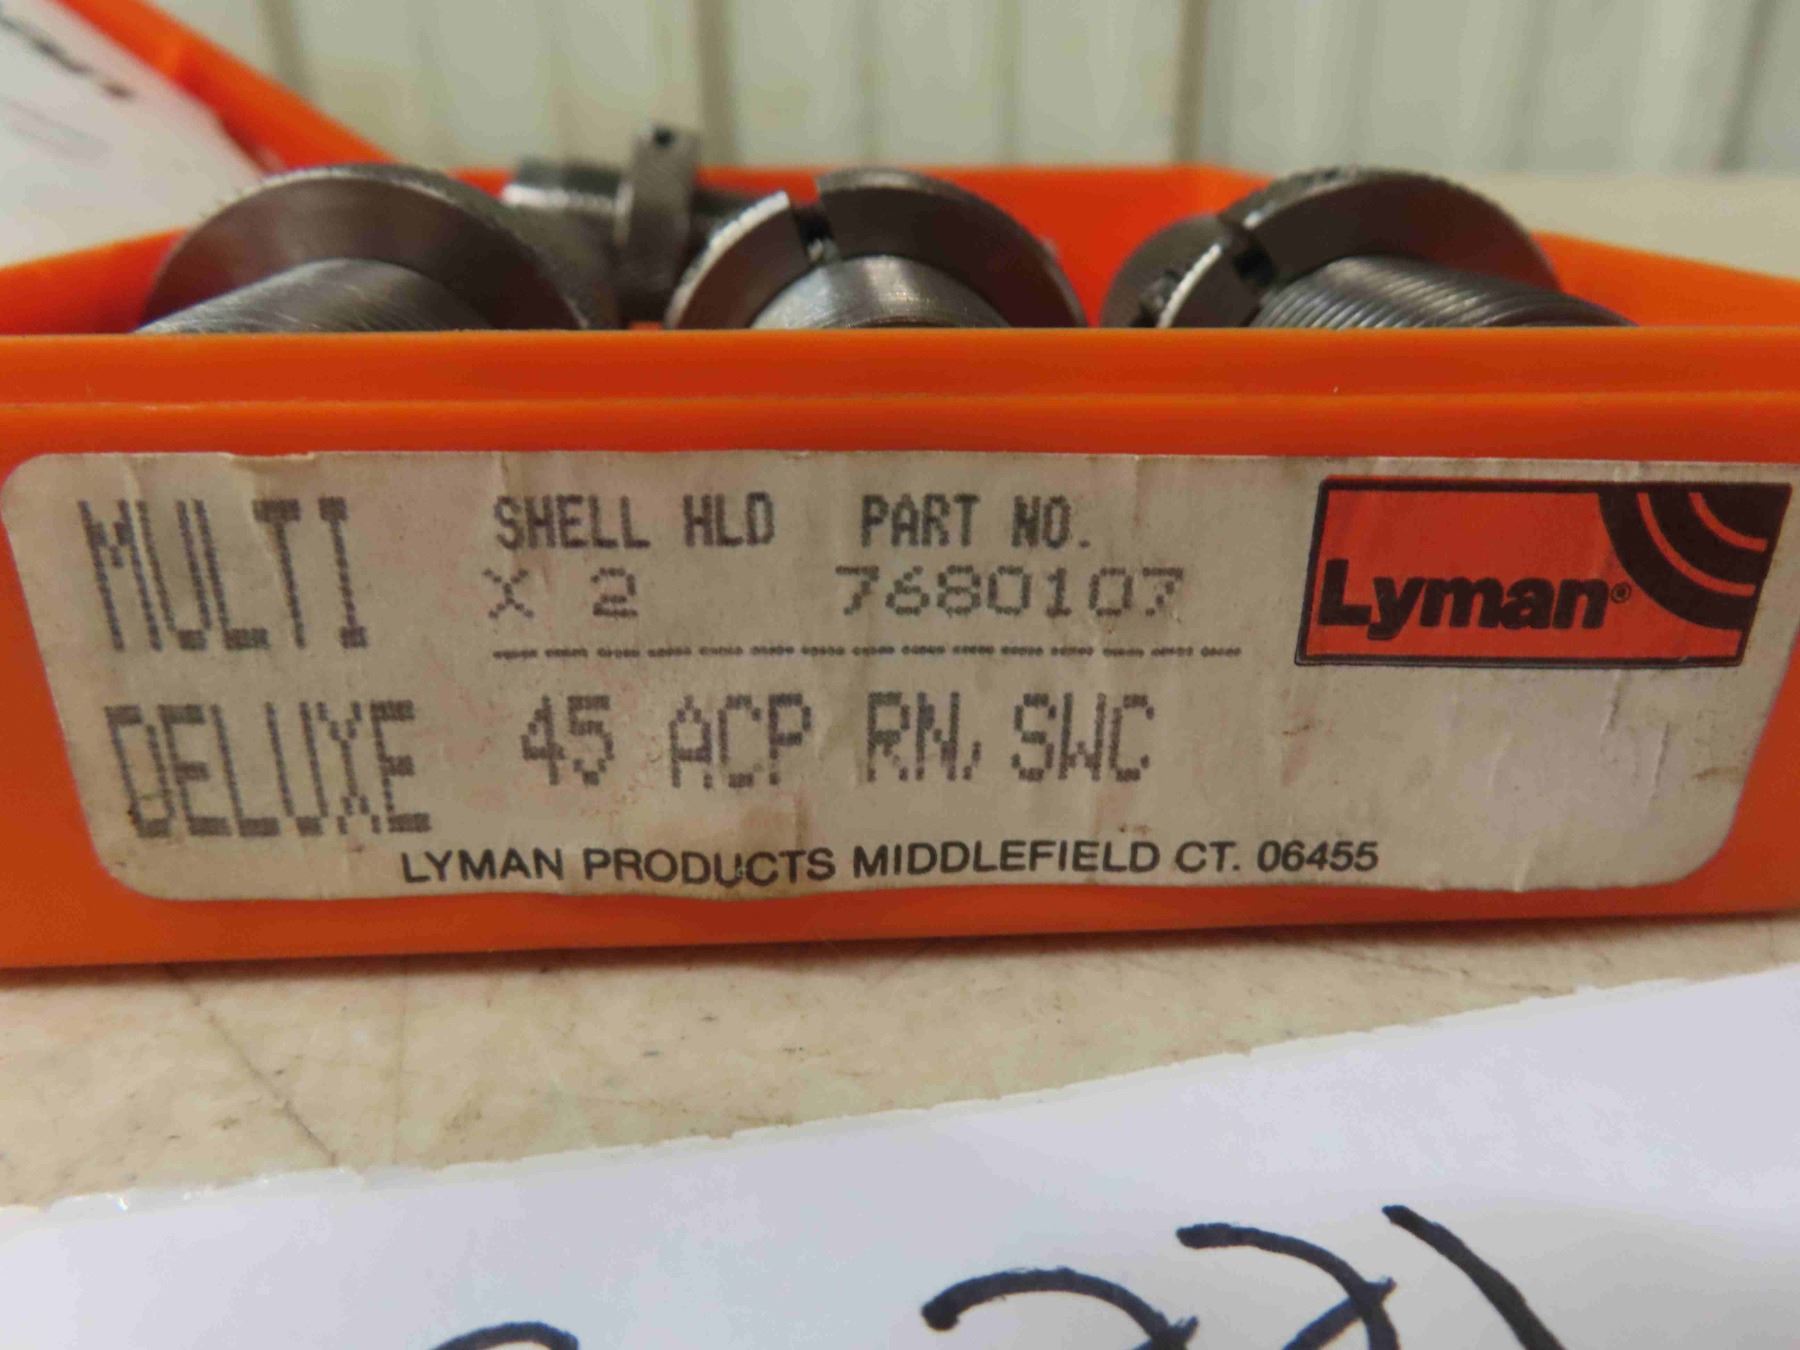 MULTI
SHELL HLD PART NO.
X 2 7680107
Lyman®
DELUXE
45 ACP RN, SWC
LYMAN PRODUCTS MIDDLEFIELD CT. 06455